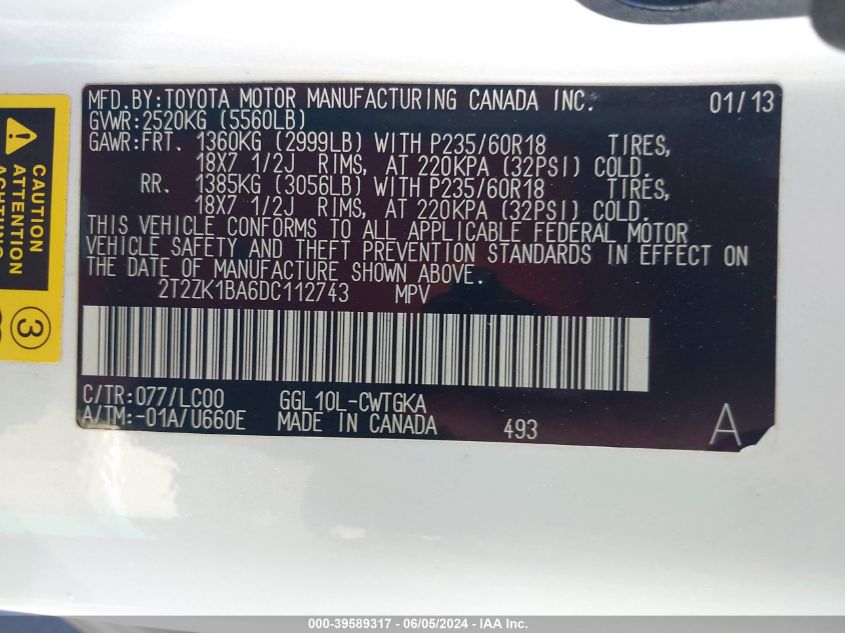 MFD. BY: TOYOTA MOTOR MANUFACTURING CANADA INC. 01/13
GVWR: 2520KG (5560LB)
GAWR: FRT. 1360KG (2999LB) WITH P235/60R18 TIRES,
18X7 1/2J RIMS, AT 220KPA (32PSI) COLD.
RR. 1385KG (3056LB) WITH P235/60R18 TIRES,
18X7 1/2J RIMS, AT 220KPA (32PSI) COLD.
THIS VEHICLE CONFORMS TO ALL APPLICABLE FEDERAL MOTOR
VEHICLE SAFETY AND THEFT PREVENTION STANDARDS IN EFFECT ON
THE DATE OF MANUFACTURE SHOWN ABOVE.
2T2ZK1BA6DC112743 MPV
C/TR: 077/LC00 GGL10L-CWTGKA
A/TM: -01A/U660E MADE IN CANADA 493 A
CAUTION
ATTENTION
ACHTUNG
3
000-39589317 - 06/05/2024 - IAA Inc.